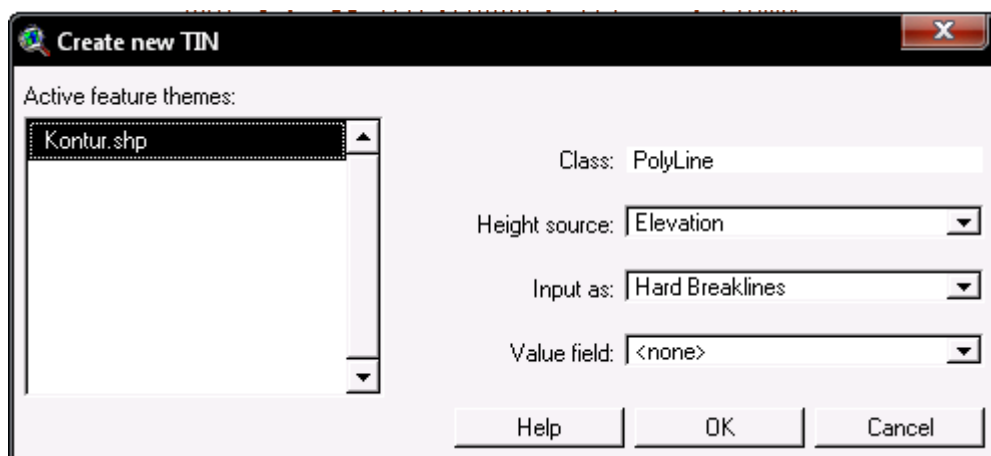 Create new TIN
Active feature themes:
Kontur.shp
Class: PolyLine
Height source: Elevation
Input as: Hard Breaklines
Value field: <none>
Help OK Cancel